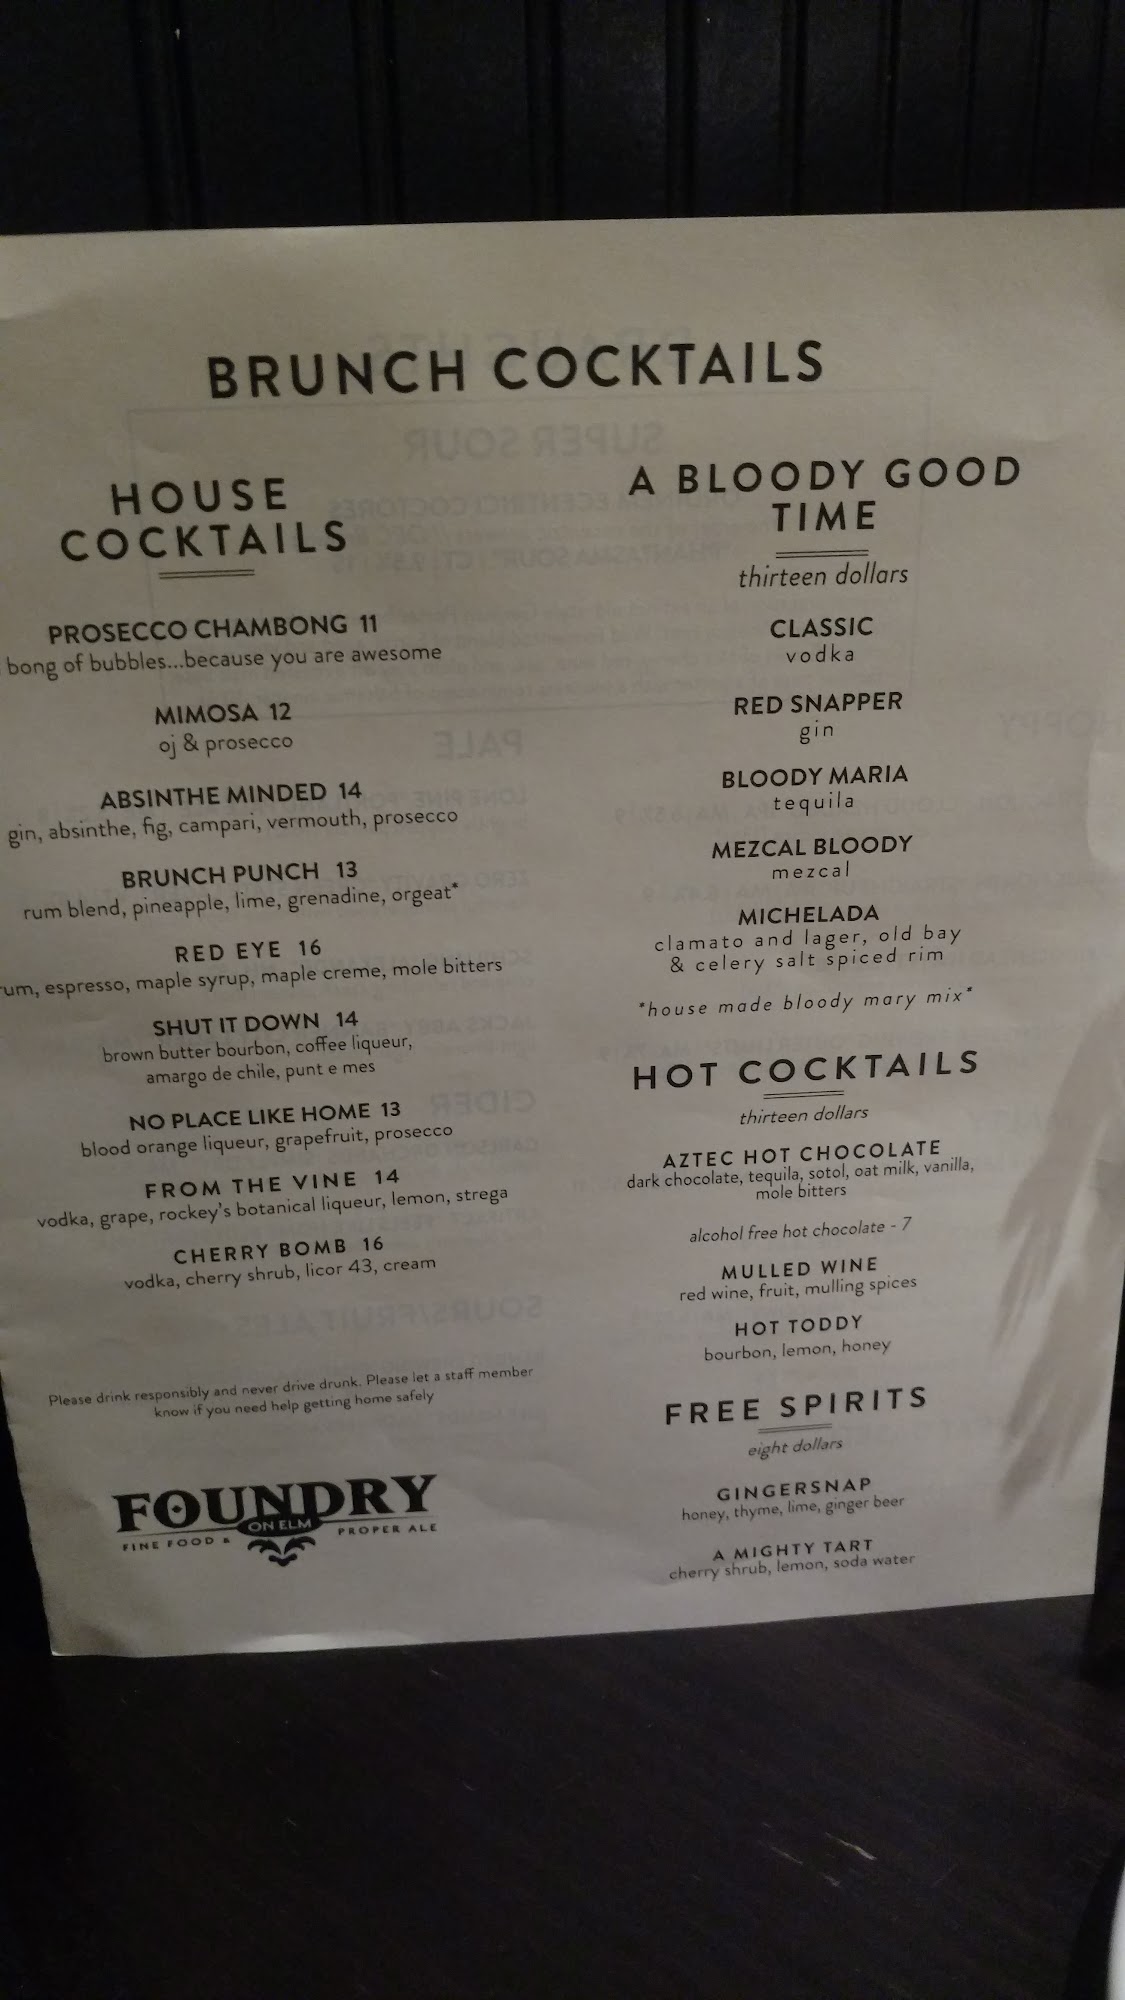 BRUNCH COCKTAILS
HOUSE
COCKTAILS
PROSECCO CHAMBONG 11
bong of bubbles...because you are awesome
MIMOSA 12
oj & prosecco
ABSINTHE MINDED 14
gin, absinthe, fig, campari, vermouth, prosecco
BRUNCH PUNCH 13
rum blend, pineapple, lime, grenadine, orgeat*
RED EYE 16
rum, espresso, maple syrup, maple creme, mole bitters
SHUT IT DOWN 14
brown butter bourbon, coffee liqueur,
amargo de chile, punt e mes
NO PLACE LIKE HOME 13
blood orange liqueur, grapefruit, prosecco
FROM THE VINE 14
vodka, grape, rockey's botanical liqueur, lemon, strega
CHERRY BOMB 16
vodka, cherry shrub, licor 43, cream
Please drink responsibly and never drive drunk. Please let a staff member
know if you need help getting home safely
FOUNDRY
ON ELM
FINE FOOD & PROPER ALE
A BLOODY GOOD
TIME
thirteen dollars
CLASSIC
vodka
RED SNAPPER
gin
BLOODY MARIA
tequila
MEZCAL BLOODY
mezcal
MICHELADA
clamato and lager, old bay
& celery salt spiced rim
*house made bloody mary mix*
HOT COCKTAILS
thirteen dollars
AZTEC HOT CHOCOLATE
dark chocolate, tequila, sotol, oat milk, vanilla,
mole bitters
alcohol free hot chocolate - 7
MULLED WINE
red wine, fruit, mulling spices
HOT TODDY
bourbon, lemon, honey
FREE SPIRITS
eight dollars
GINGERSNAP
honey, thyme, lime, ginger beer
A MIGHTY TART
cherry shrub, lemon, soda water